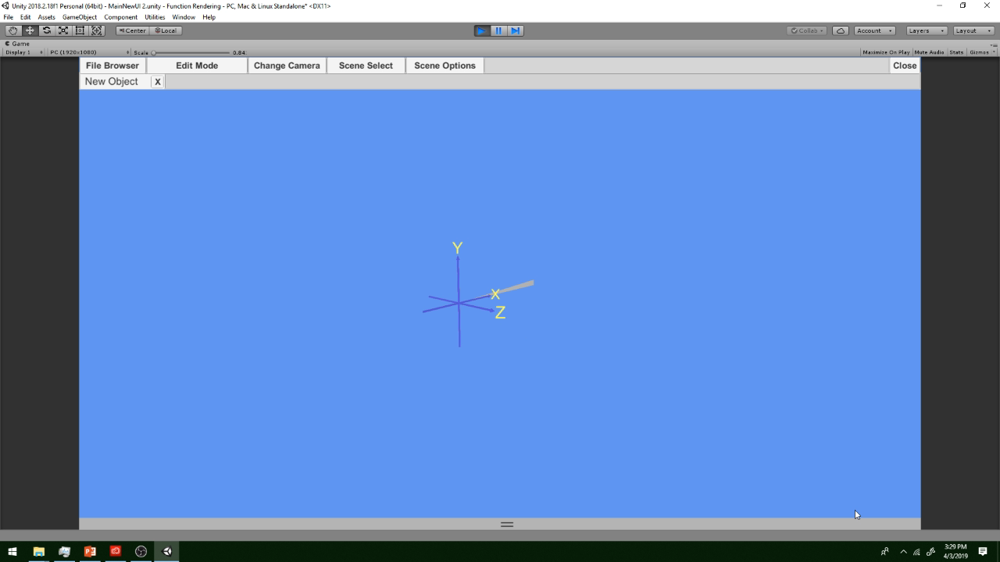 Unity 2018.2.18f1 Personal (64bit) - MainNewUI 2.unity - Function Rendering - PC, Mac & Linux Standalone* <DX11>
File Edit Assets GameObject Component Utilities Window Help
Center Local Collab Account Layers Layout
Game
Display 1 PC (1920x1080) Scale 0.84 Maximize On Play Mute Audio Stats Gizmos
File Browser Edit Mode Change Camera Scene Select Scene Options Close
New Object X
Y
X
Z
3:29 PM
4/3/2019